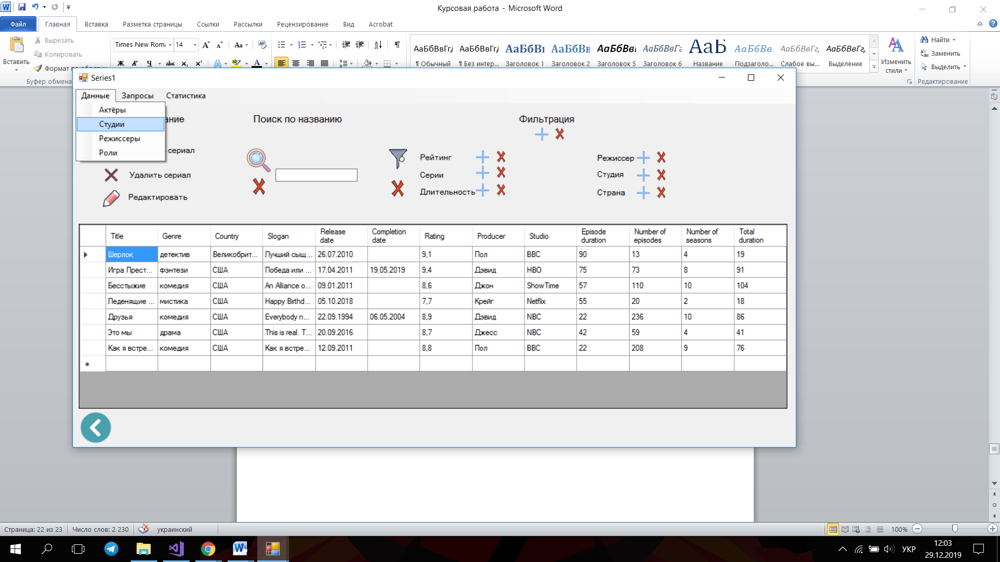 Курсовая работа - Microsoft Word
Файл
Главная
Вставка
Разметка страницы
Ссылки
Рассылки
Рецензирование
Вид
Acrobat
Вставить
Вырезать
Копировать
Формат по образцу
Буфер обмена
Times New Roma
14
Aa
Ж К Ч abc x₂ x²
АаБбВвГг,
¶ Обычный
АаБбВвГг,
¶ Без интер...
АаБбВі
Заголовок 1
АаБбВв
Заголовок 2
АаБбВві
Заголовок 5
АаБбВвГг
Заголовок 6
АаБ
Название
АаБбВв.
Подзаголо...
АаБбВвГг,
Слабое вы...
АаБбВвГг,
Выделение
Изменить
стили
Найти
Заменить
Выделить
Редактирование
Series1
Данные
Запросы
Статистика
Актёры
Студии
Режиссеры
Роли
ание
сериал
Удалить сериал
Редактировать
Поиск по названию
Фильтрация
Рейтинг
Серии
Длительность
Режиссер
Студия
Страна
Title Genre Country Slogan Release date Completion date Rating Producer Studio Episode duration Number of episodes Number of seasons Total duration
Шерлок детектив Великобрит... Лучший сыщ... 26.07.2010 9,1 Пол BBC 90 13 4 19
Игра Прест... фэнтези США Победа или ... 17.04.2011 19.05.2019 9,4 Дэвид HBO 75 73 8 91
Бесстыжие комедия США An Alliance o... 09.01.2011 8,6 Джон ShowTime 57 110 10 104
Леденящие ... мистика США Happy Birthd... 05.10.2018 7,7 Крейг Netflix 55 20 2 18
Друзья комедия США Everybody n... 22.09.1994 06.05.2004 8,9 Дэвид NBC 22 236 10 86
Это мы драма США This is real. T... 20.09.2016 8,7 Джесс NBC 42 59 4 41
Как я встре... комедия США Как я встре... 12.09.2011 8,8 Пол BBC 22 208 9 76
Страница: 22 из 23
Число слов: 2 230
украинский
100%
УКР
12:03
29.12.2019